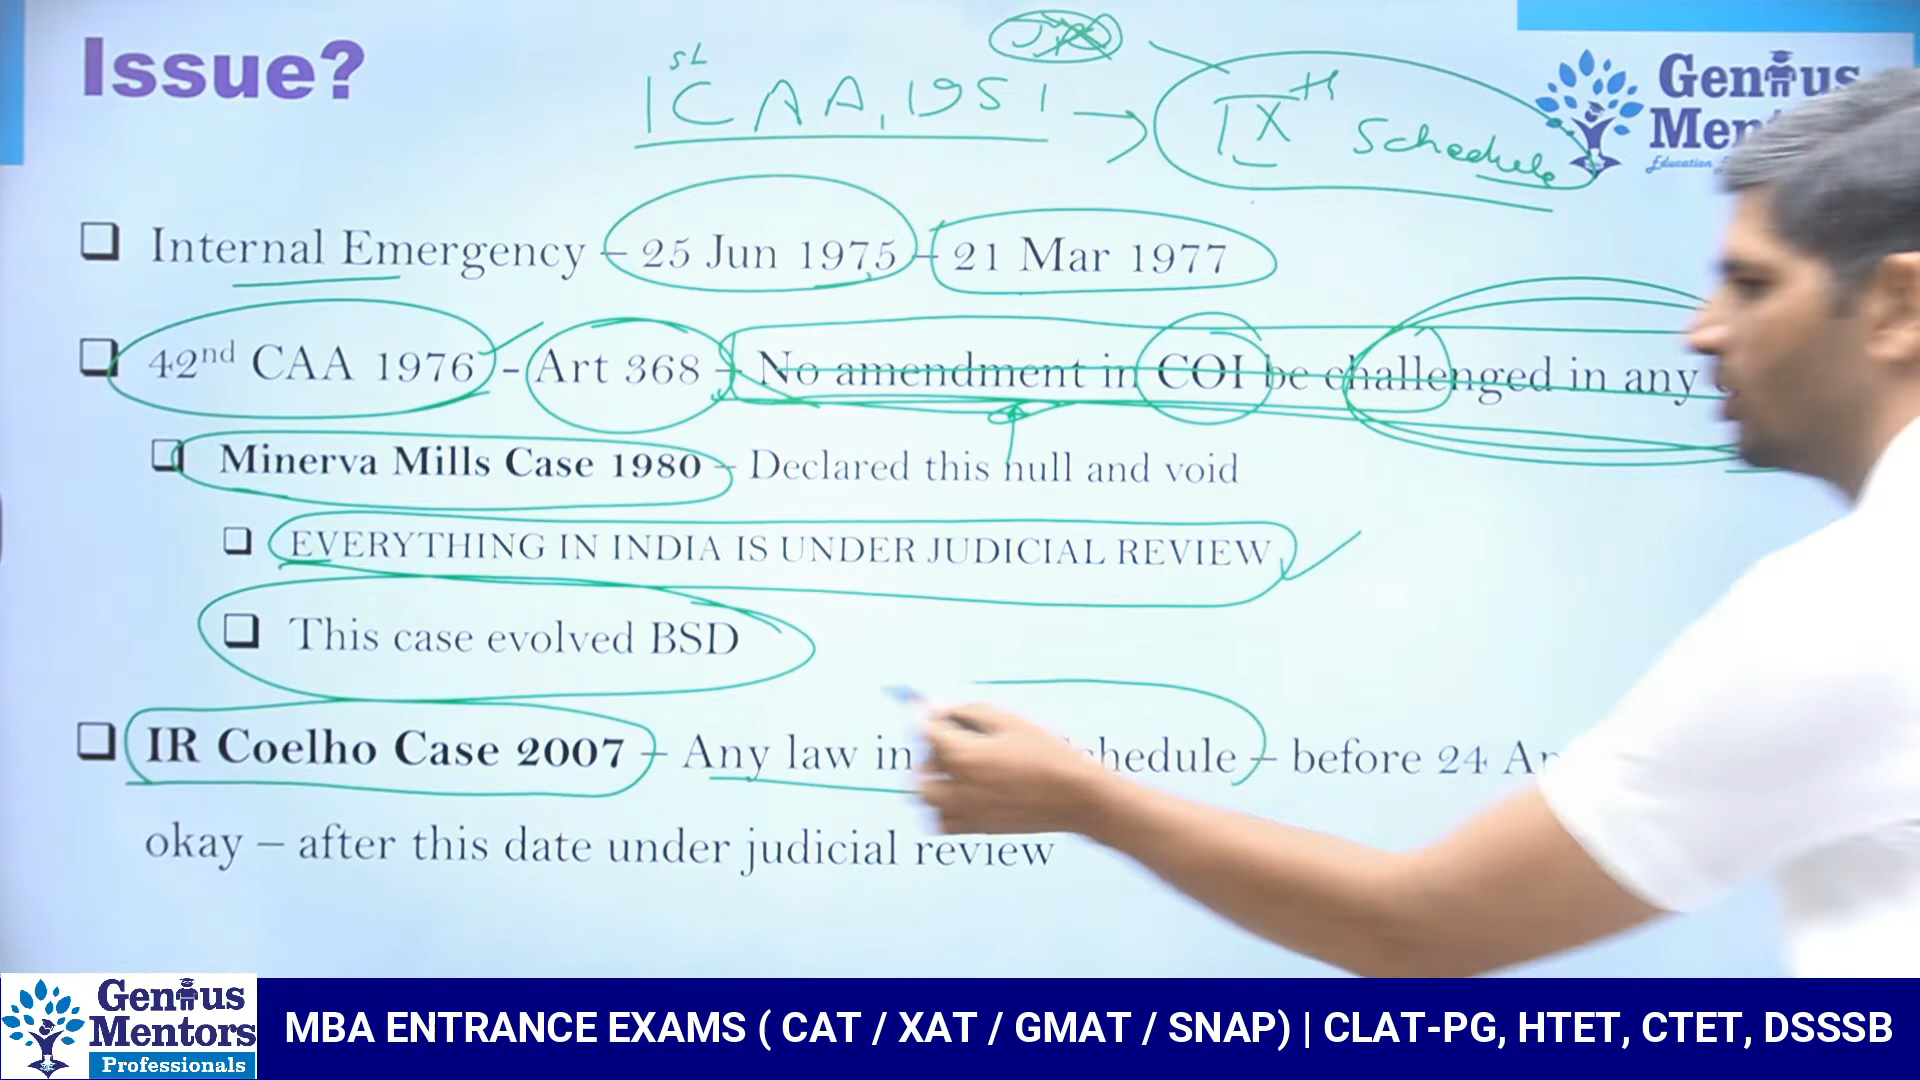 Issue?
1st CAA, 1951 → IXth Schedule
Genius
Men
Education
❑ Internal Emergency – 25 Jun 1975 – 21 Mar 1977
❑ 42nd CAA 1976 – Art 368 – No amendment in COI be challenged in any
❑ Minerva Mills Case 1980 – Declared this null and void
❑ EVERYTHING IN INDIA IS UNDER JUDICIAL REVIEW
❑ This case evolved BSD
❑ IR Coelho Case 2007 – Any law in hedule – before 24 Ap
okay – after this date under judicial review
Genius
Mentors
Professionals
MBA ENTRANCE EXAMS ( CAT / XAT / GMAT / SNAP) | CLAT-PG, HTET, CTET, DSSSB